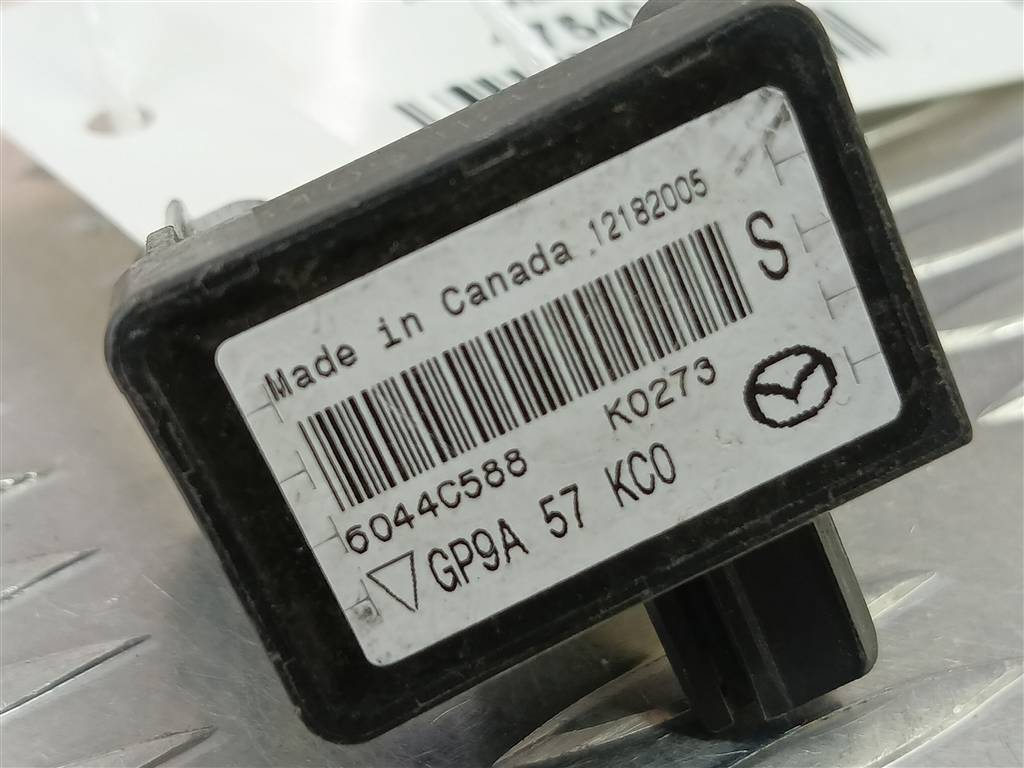 Made in Canada 12182005
S
6044C588 K0273
GP9A 57 KC0